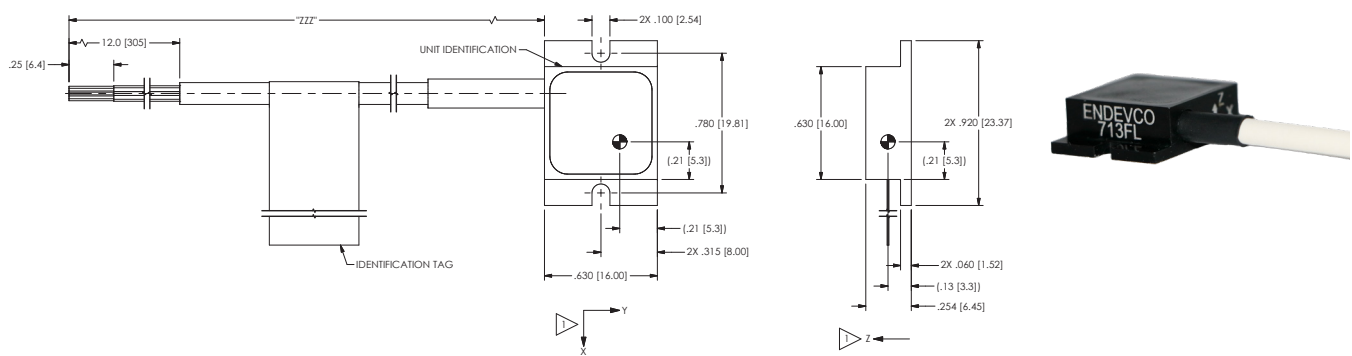 "ZZZ"
2X .100 [2.54]
12.0 [305]
UNIT IDENTIFICATION
.25 [6.4]
.780 [19.81]
(.21 [5.3])
(.21 [5.3])
2X .315 [8.00]
.630 [16.00]
IDENTIFICATION TAG
1
Y
X
.630 [16.00]
2X .920 [23.37]
(.21 [5.3])
2X .060 [1.52]
(.13 [3.3])
.254 [6.45]
1
Z
ENDEVCO
713FL
Z